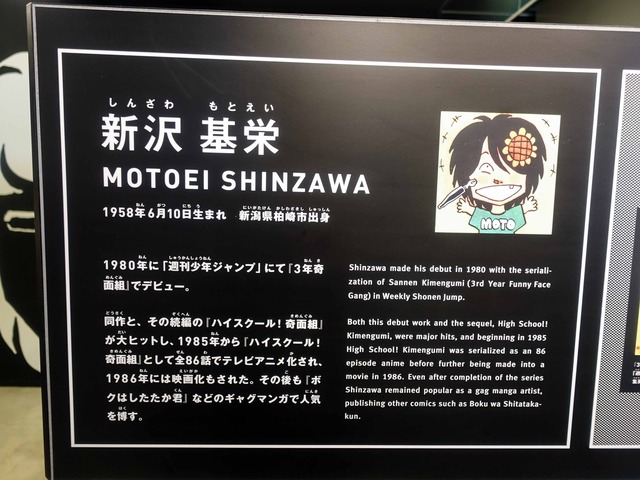 しんざわ もとえい
新沢 基栄
MOTOEI SHINZAWA
1958年6月10日生まれ 新潟県柏崎市出身
1980年に「週刊少年ジャンプ」にて『3年奇
面組』でデビュー。
同作と、その続編の『ハイスクール!奇面組』
が大ヒットし、1985年から『ハイスクール!
奇面組』として全86話でテレビアニメ化され、
1986年には映画化もされた。その後も『ボ
クはしたたか君』などのギャグマンガで人気
を博す。
MOTO
Shinzawa made his debut in 1980 with the seriali-
zation of Sannen Kimengumi (3rd Year Funny Face
Gang) in Weekly Shonen Jump.
Both this debut work and the sequel, High School!
Kimengumi, were major hits, and beginning in 1985
High School! Kimengumi was serialized as an 86
episode anime before further being made into a
movie in 1986. Even after completion of the series
Shinzawa remained popular as a gag manga artist,
publishing other comics such as Boku wa Shitataka-
kun.